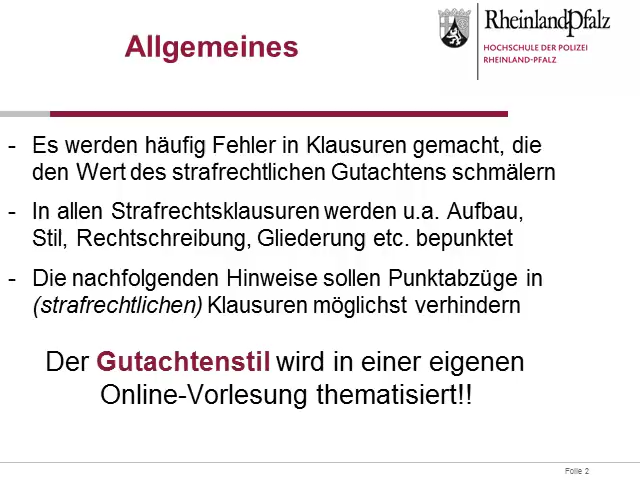 Allgemeines
RheinlandPfalz
HOCHSCHULE DER POLIZEI
RHEINLAND-PFALZ
- Es werden häufig Fehler in Klausuren gemacht, die
den Wert des strafrechtlichen Gutachtens schmälern
- In allen Strafrechtsklausuren werden u.a. Aufbau,
Stil, Rechtschreibung, Gliederung etc. bepunktet
- Die nachfolgenden Hinweise sollen Punktabzüge in
(strafrechtlichen) Klausuren möglichst verhindern
Der Gutachtenstil wird in einer eigenen
Online-Vorlesung thematisiert!!
Folie 2